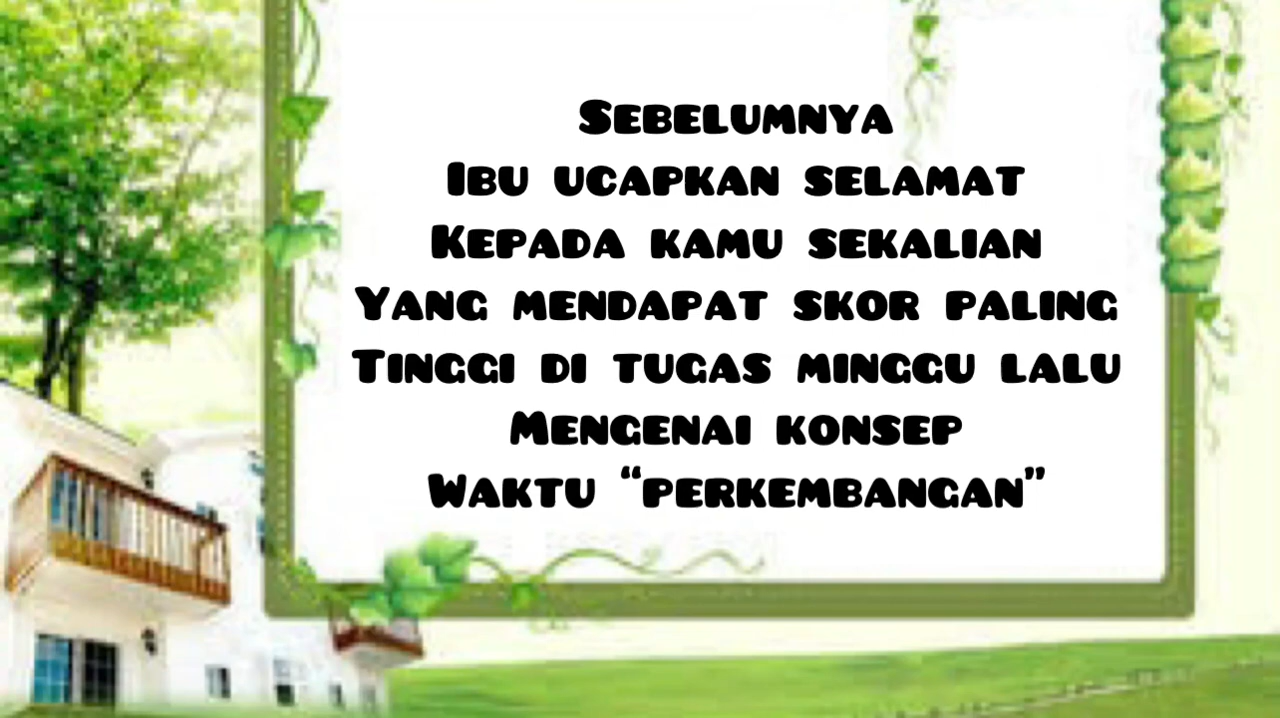 Sebelumnya
Ibu ucapkan selamat
Kepada kamu sekalian
Yang mendapat skor paling
Tinggi di tugas minggu lalu
Mengenai konsep
Waktu “perkembangan”